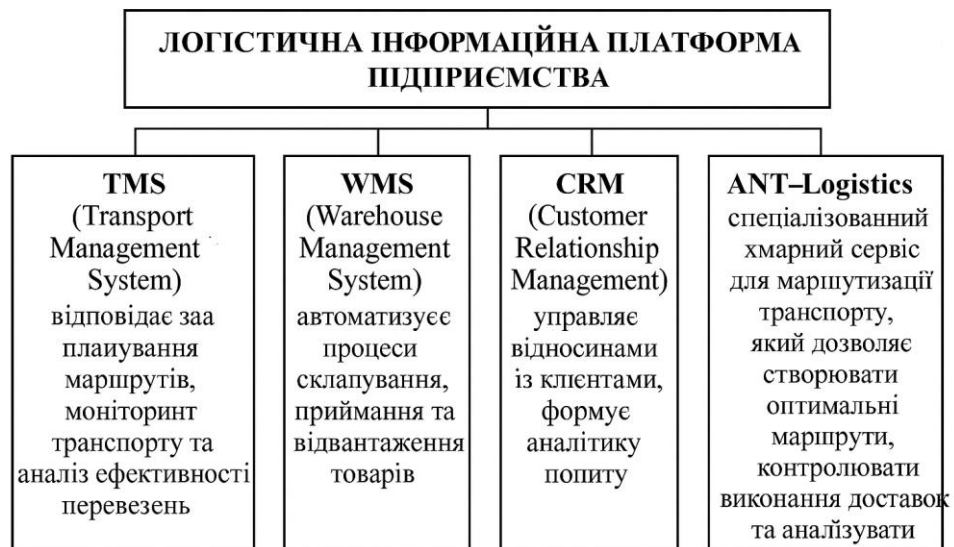 ЛОГІСТИЧНА ІНФОРМАЦЙНА ПЛАТФОРМА
ПІДПРИЄМСТВА
TMS
(Transport
Management
System)
відповідає заа
плаиування
маршрутів,
моніторинт
транспорту та
аналіз ефективності
перевезень
WMS
(Warehouse
Management
System)
автоматизуєє
процеси
склапування,
приймання та
відвантаження
товарів
CRM
(Customer
Relationship
Management)
управляє
відносинами
із клієнтами,
формує
аналітику
попиту
ANT–Logistics
спеціалізованний
хмарний сервіс
для маршутизації
транспорту,
який дозволяє
створювати
оптимальні
маршрути,
контролювати
виконання доставок
та аналізувати